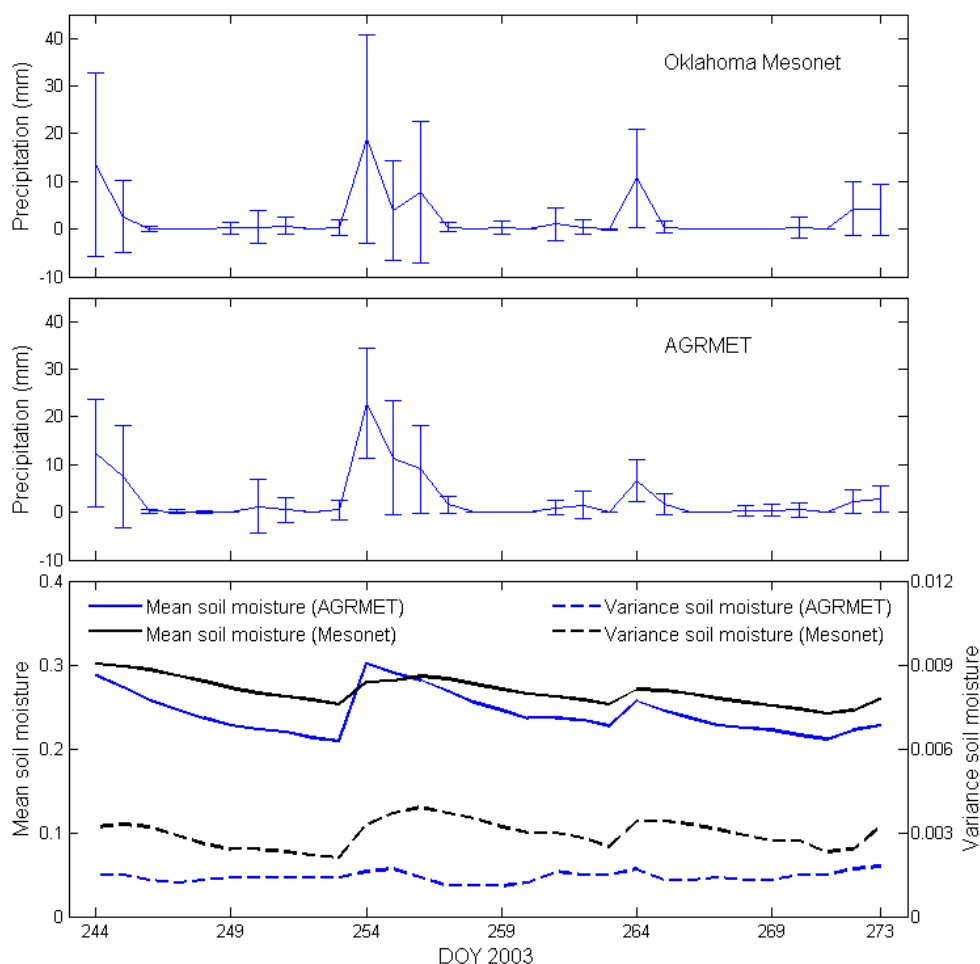 Precipitation (mm)
40
30
20
10
0
-10
Oklahoma Mesonet
Precipitation (mm)
40
30
20
10
0
-10
AGRMET
Mean soil moisture
0.4
0.3
0.2
0.1
0
Mean soil moisture (AGRMET)
Mean soil moisture (Mesonet)
Variance soil moisture (AGRMET)
Variance soil moisture (Mesonet)
0.012
0.009
0.006
0.003
0
Variance soil moisture
244 249 254 259 264 269 273
DOY 2003